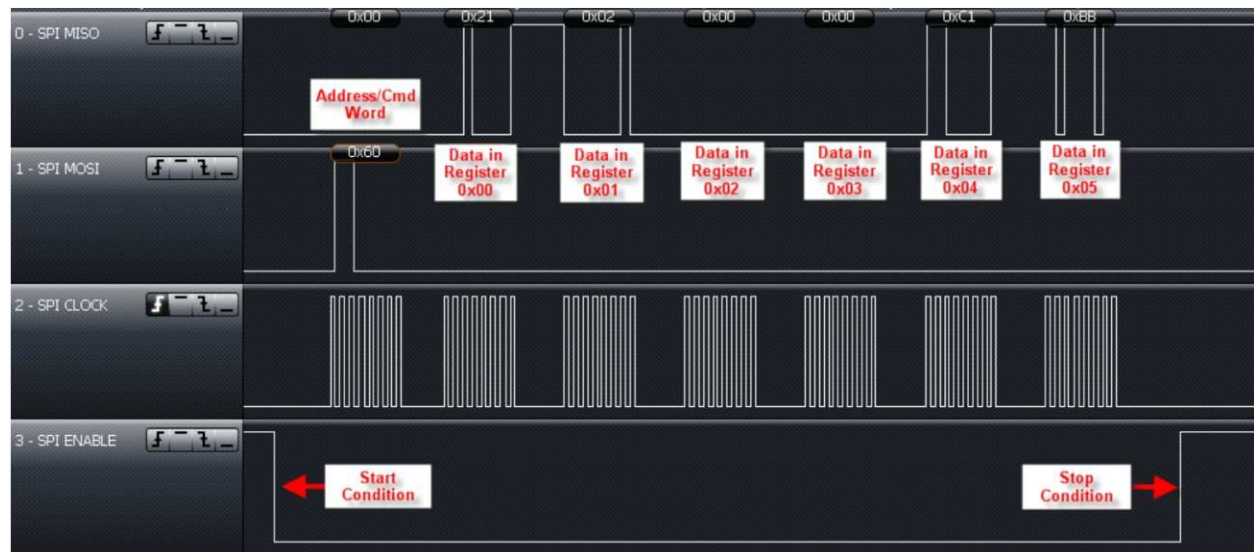 0x00
0x21
0x02
0x00
0x00
0xC1
0xBB
0 - SPI MISO
Address/Cmd
Word
0x60
1 - SPI MOSI
Data in
Register
0x00
Data in
Register
0x01
Data in
Register
0x02
Data in
Register
0x03
Data in
Register
0x04
Data in
Register
0x05
2 - SPI CLOCK
3 - SPI ENABLE
Start
Condition
Stop
Condition